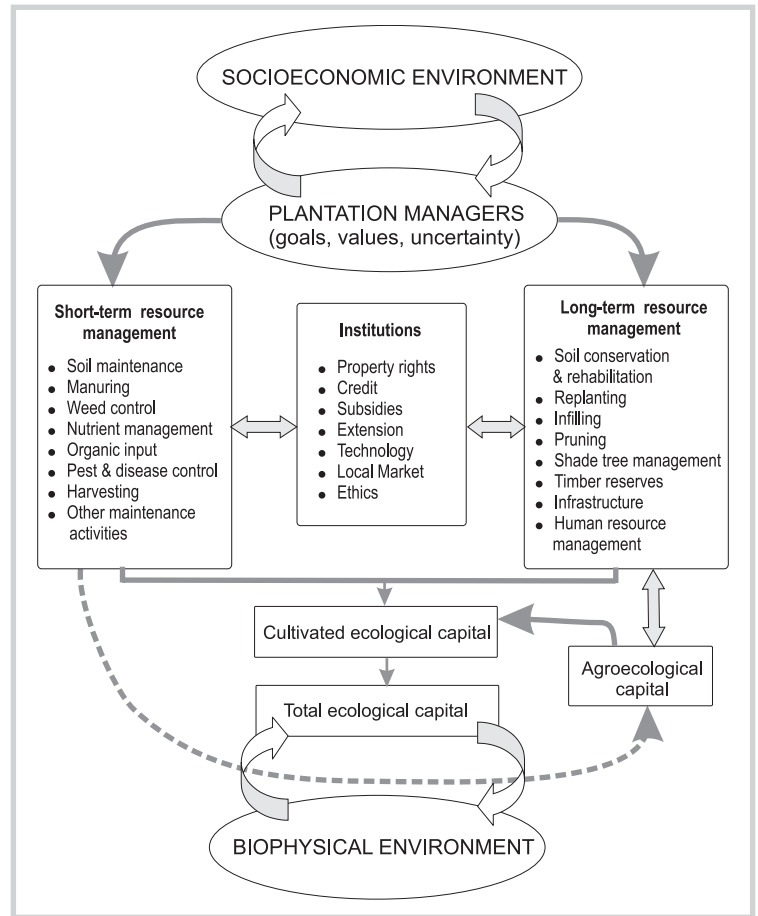 SOCIOECONOMIC ENVIRONMENT
PLANTATION MANAGERS
(goals, values, uncertainty)
Short-term resource
management
● Soil maintenance
● Manuring
● Weed control
● Nutrient management
● Organic input
● Pest & disease control
● Harvesting
● Other maintenance
activities
Institutions
● Property rights
● Credit
● Subsidies
● Extension
● Technology
● Local Market
● Ethics
Long-term resource
management
● Soil conservation
& rehabilitation
● Replanting
● Infilling
● Pruning
● Shade tree management
● Timber reserves
● Infrastructure
● Human resource
management
Cultivated ecological capital
Agroecological
capital
Total ecological capital
BIOPHYSICAL ENVIRONMENT